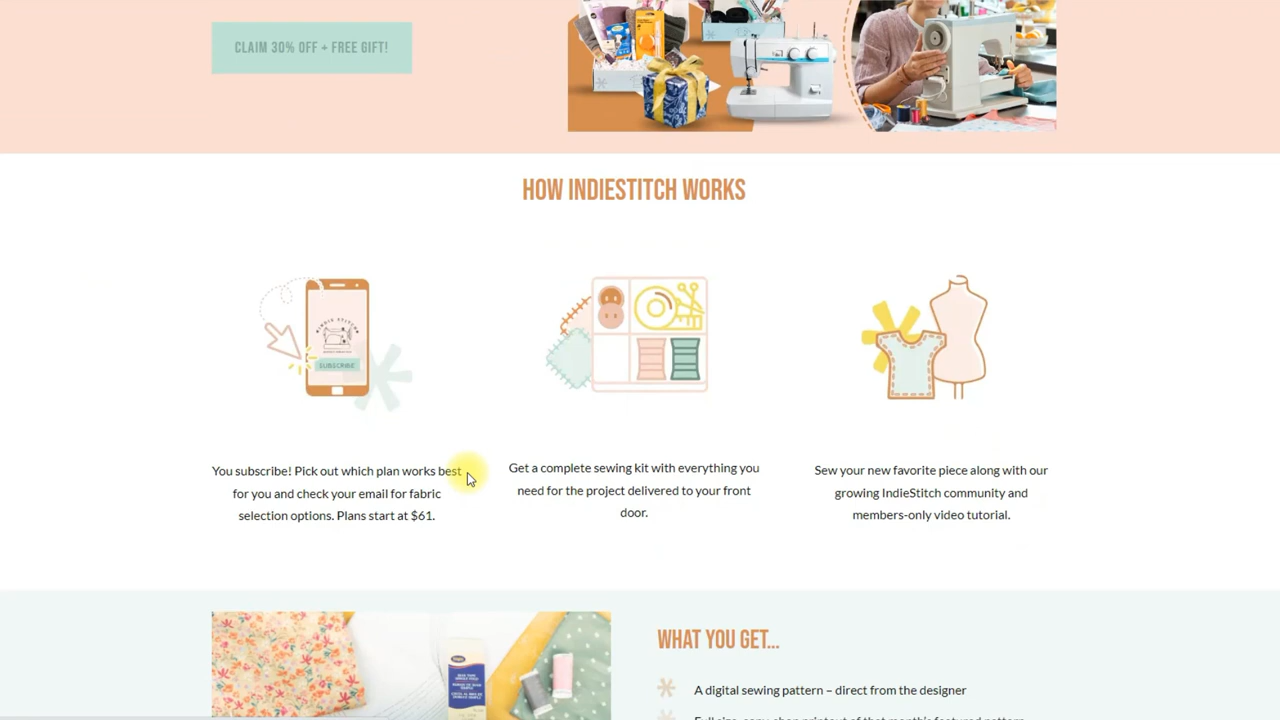 CLAIM 30% OFF + FREE GIFT!
HOW INDIESTITCH WORKS
SUBSCRIBE
You subscribe! Pick out which plan works best
for you and check your email for fabric
selection options. Plans start at $61.
Get a complete sewing kit with everything you
need for the project delivered to your front
door.
Sew your new favorite piece along with our
growing IndieStitch community and
members-only video tutorial.
WHAT YOU GET...
A digital sewing pattern – direct from the designer